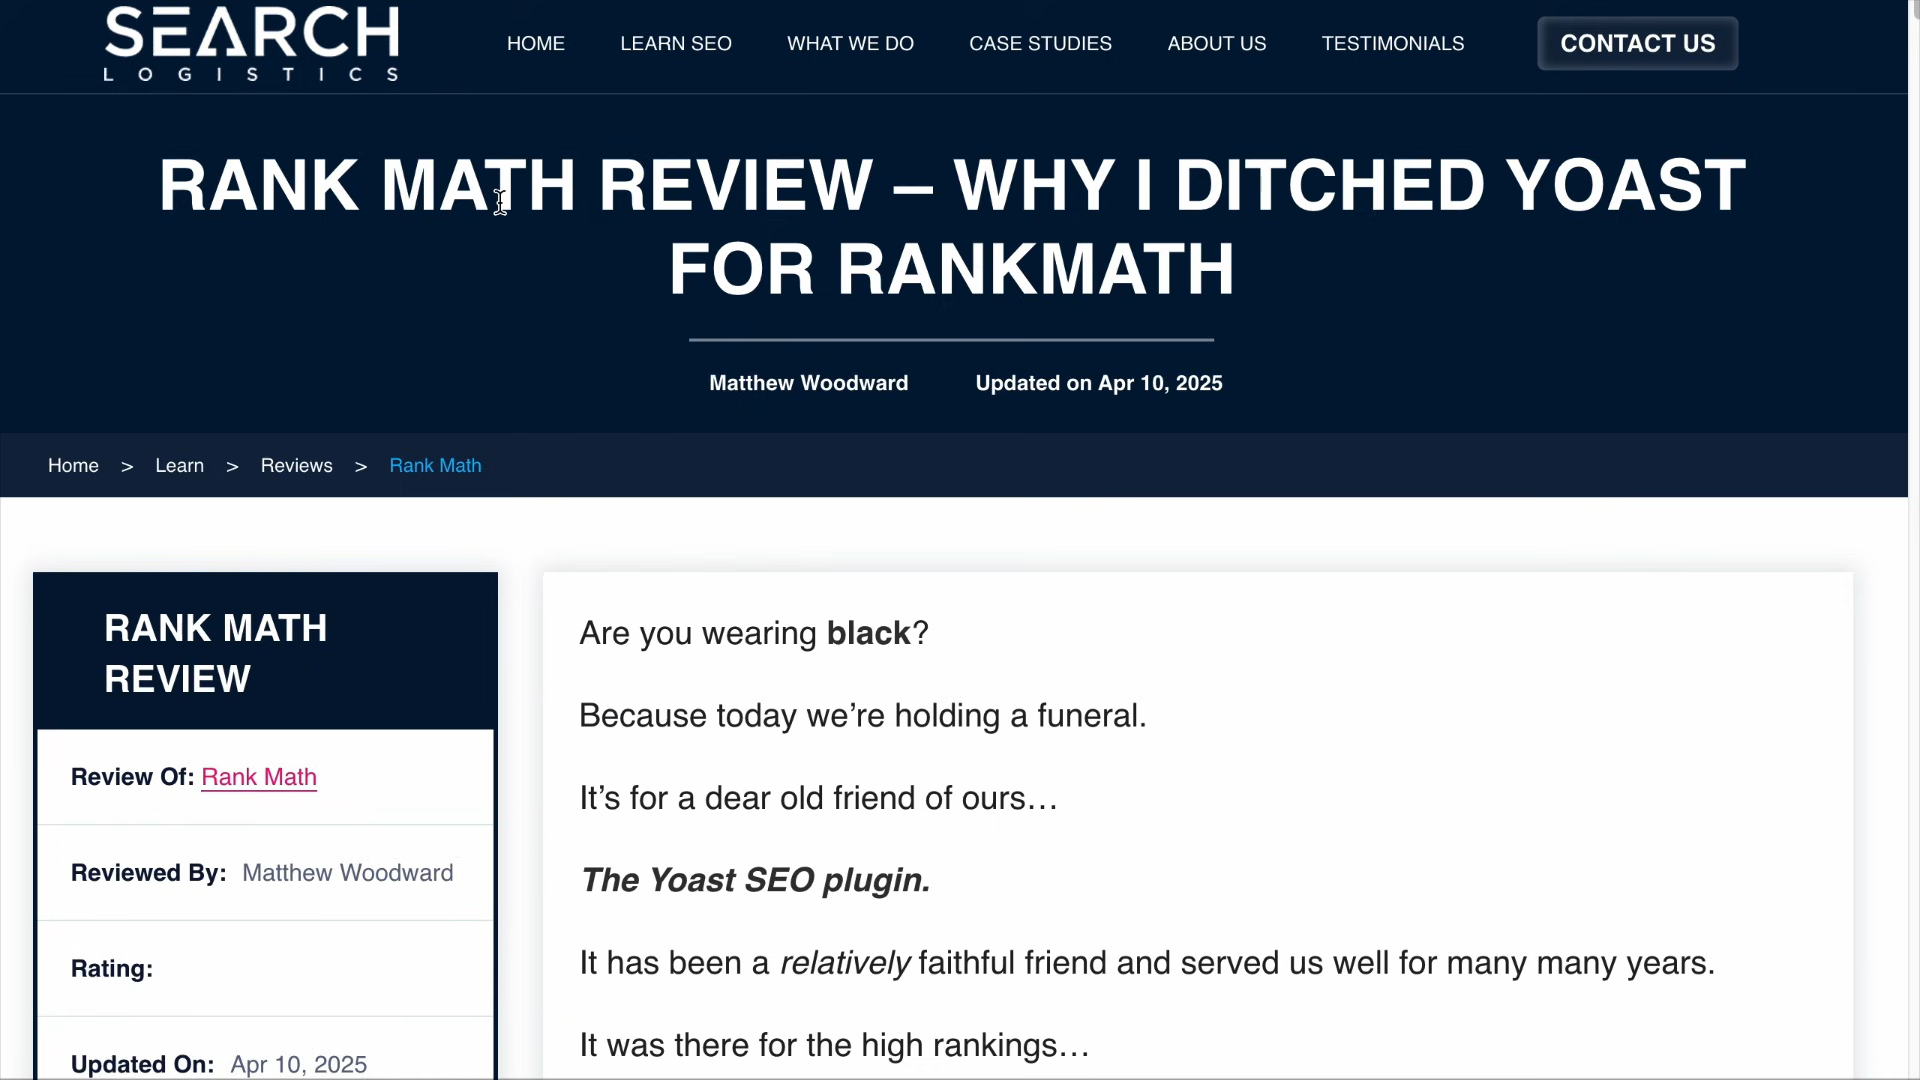 SEARCH
LOGISTICS
HOME LEARN SEO WHAT WE DO CASE STUDIES ABOUT US TESTIMONIALS CONTACT US
RANK MATH REVIEW – WHY I DITCHED YOAST
FOR RANKMATH
Matthew Woodward Updated on Apr 10, 2025
Home > Learn > Reviews > Rank Math
RANK MATH
REVIEW
Review Of: Rank Math
Reviewed By: Matthew Woodward
Rating:
Updated On: Apr 10, 2025
Are you wearing black?
Because today we’re holding a funeral.
It’s for a dear old friend of ours…
The Yoast SEO plugin.
It has been a relatively faithful friend and served us well for many many years.
It was there for the high rankings…